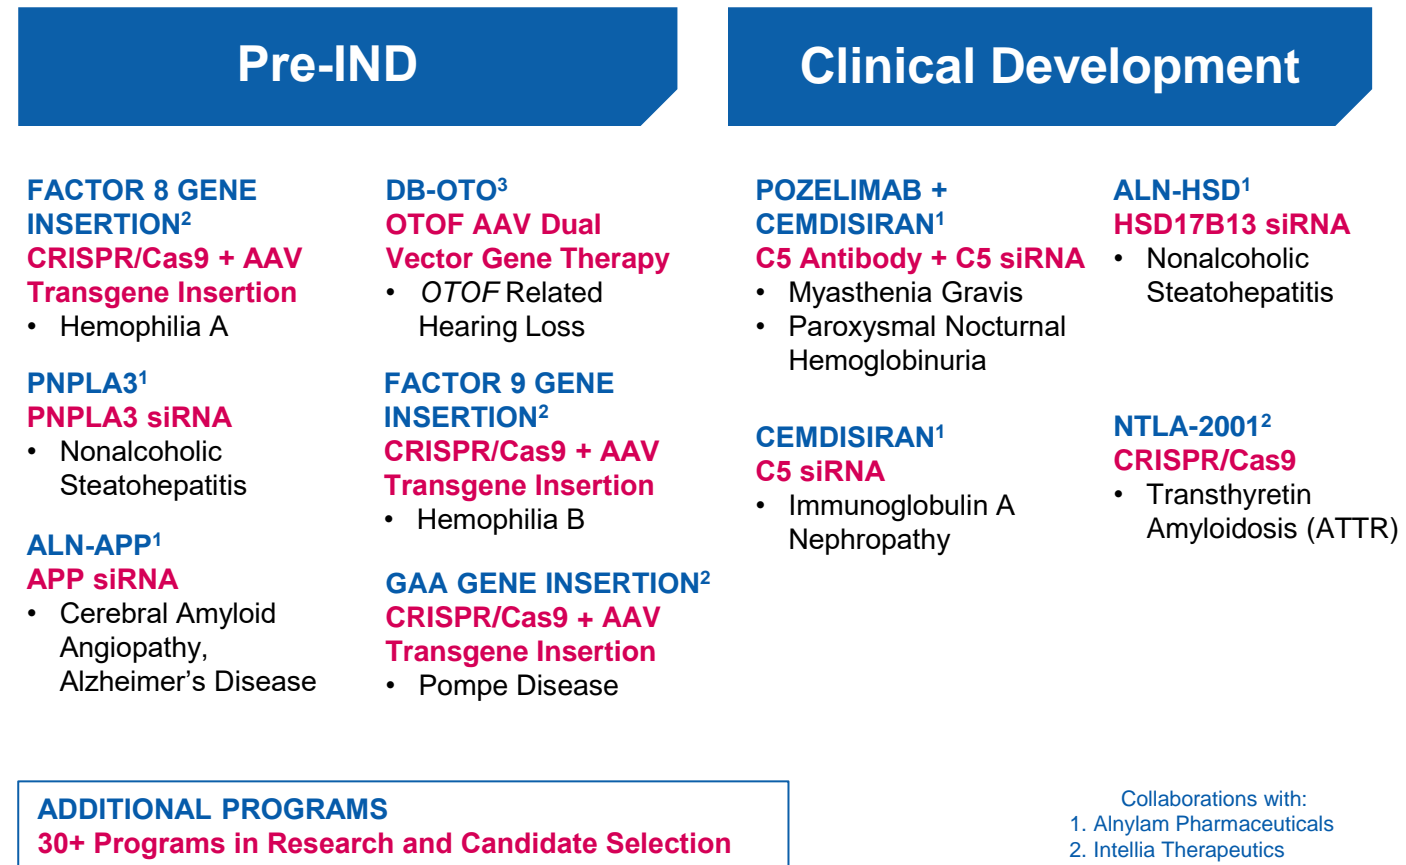 Pre-IND
FACTOR 8 GENE
INSERTION²
CRISPR/Cas9 + AAV
Transgene Insertion
• Hemophilia A
PNPLA3¹
PNPLA3 siRNA
• Nonalcoholic
Steatohepatitis
ALN-APP¹
APP siRNA
• Cerebral Amyloid
Angiopathy,
Alzheimer’s Disease
DB-OTO³
OTOF AAV Dual
Vector Gene Therapy
• OTOF Related
Hearing Loss
FACTOR 9 GENE
INSERTION²
CRISPR/Cas9 + AAV
Transgene Insertion
• Hemophilia B
GAA GENE INSERTION²
CRISPR/Cas9 + AAV
Transgene Insertion
• Pompe Disease
Clinical Development
POZELIMAB +
CEMDISIRAN¹
C5 Antibody + C5 siRNA
• Myasthenia Gravis
• Paroxysmal Nocturnal
Hemoglobinuria
CEMDISIRAN¹
C5 siRNA
• Immunoglobulin A
Nephropathy
ALN-HSD¹
HSD17B13 siRNA
• Nonalcoholic
Steatohepatitis
NTLA-2001²
CRISPR/Cas9
• Transthyretin
Amyloidosis (ATTR)
ADDITIONAL PROGRAMS
30+ Programs in Research and Candidate Selection
Collaborations with:
1. Alnylam Pharmaceuticals
2. Intellia Therapeutics